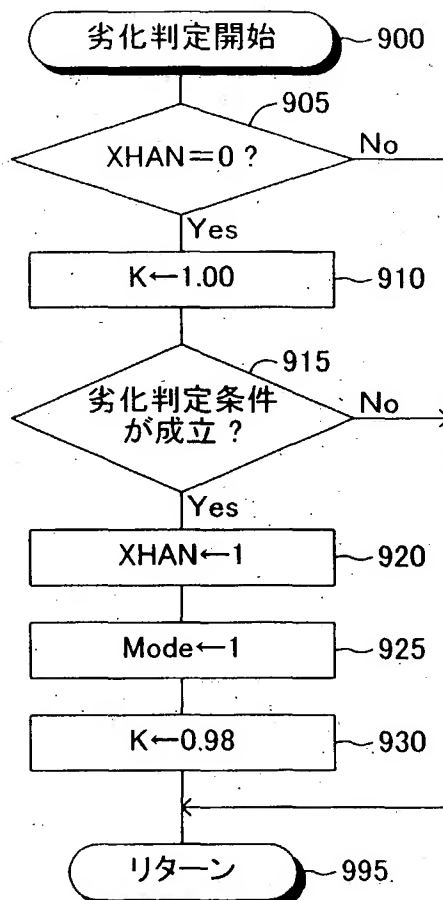 劣化判定開始
900
905
XHAN=0?
No
Yes
K←1.00
910
915
劣化判定条件
が成立?
No
Yes
XHAN←1
920
Mode←1
925
K←0.98
930
リターン
995